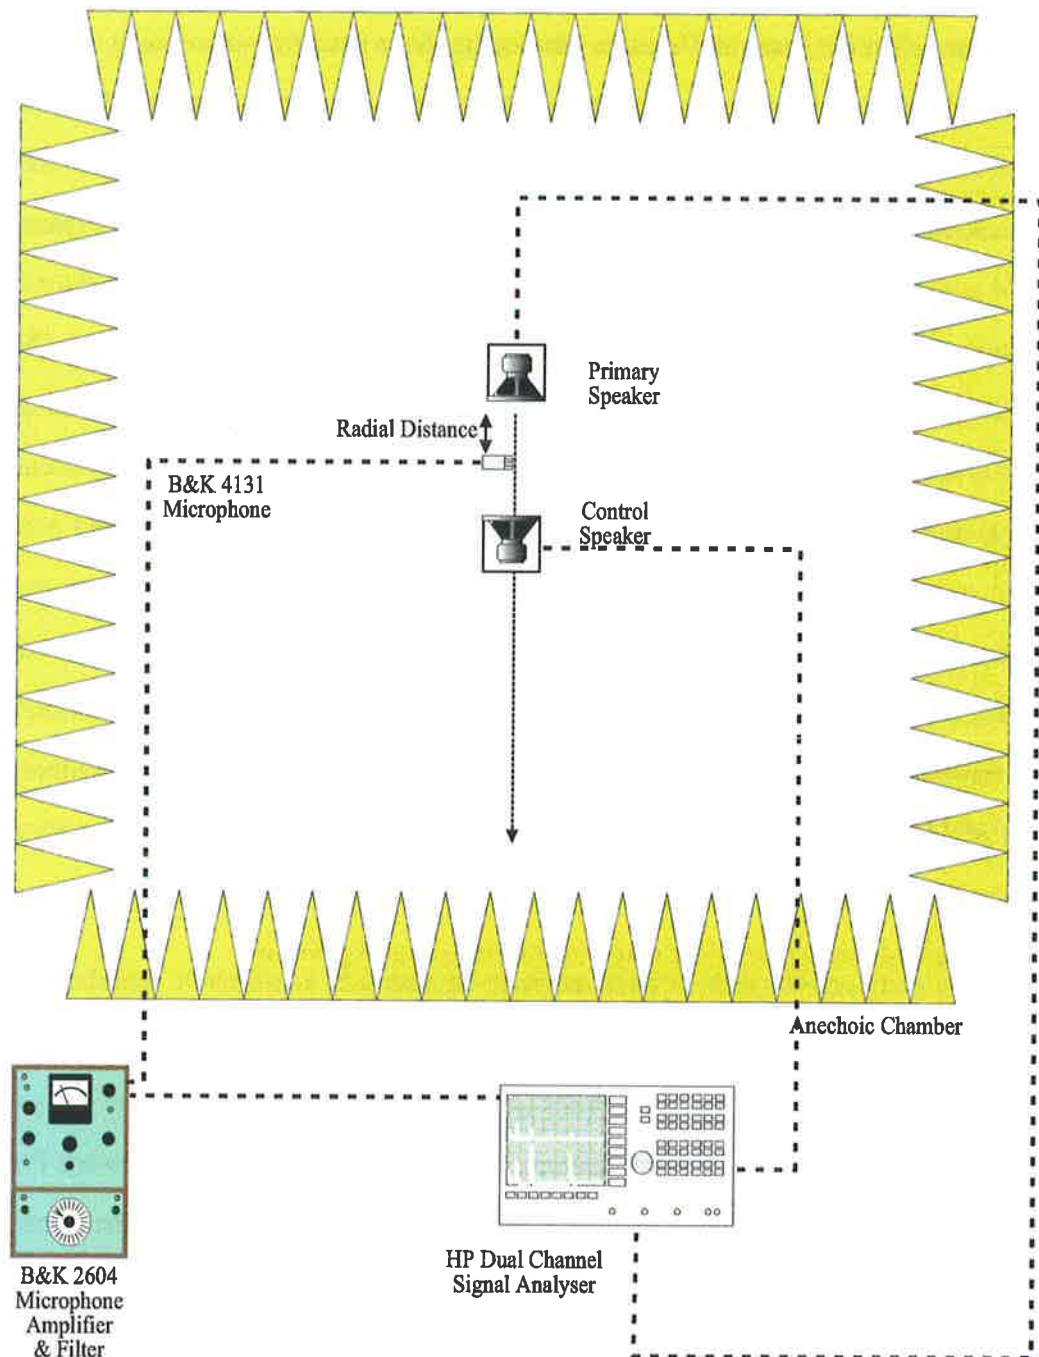 Primary
Speaker
Radial Distance
B&K 4131
Microphone
Control
Speaker
Anechoic Chamber
HP Dual Channel
Signal Analyser
B&K 2604
Microphone
Amplifier
& Filter